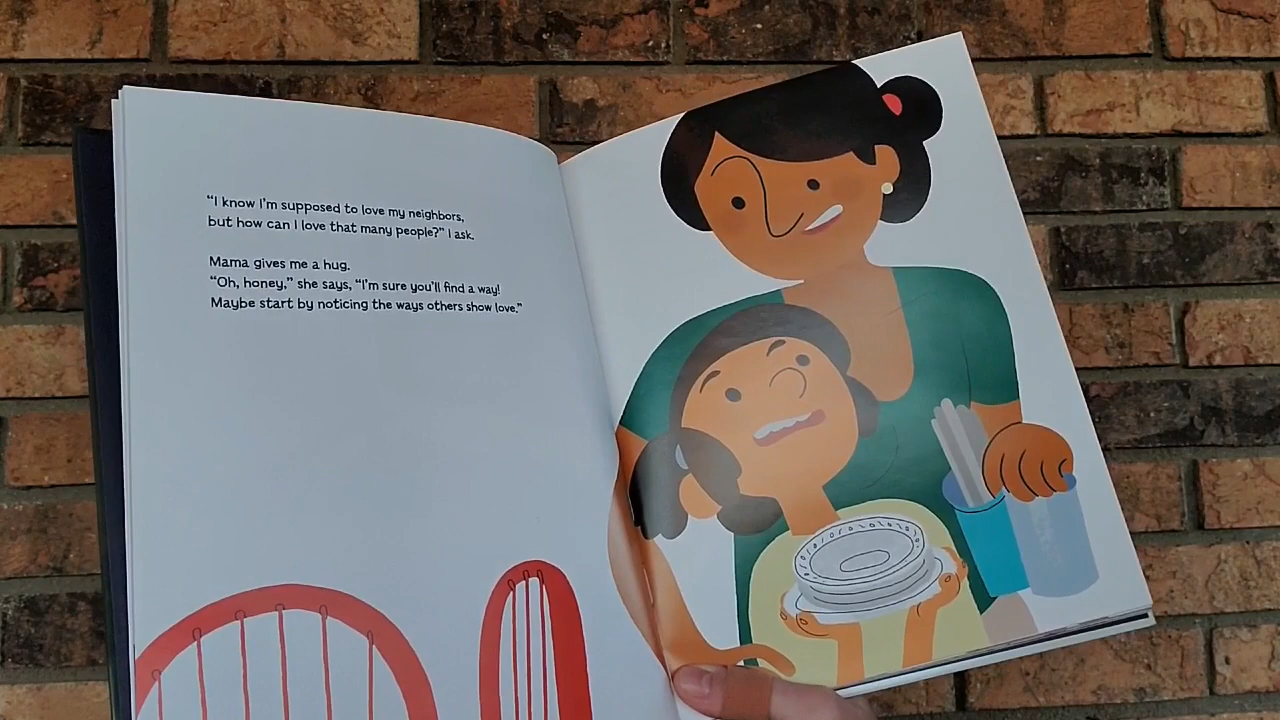 “I know I’m supposed to love my neighbors,
but how can I love that many people?” I ask.
Mama gives me a hug.
“Oh, honey,” she says, “I’m sure you’ll find a way!
Maybe start by noticing the ways others show love.”